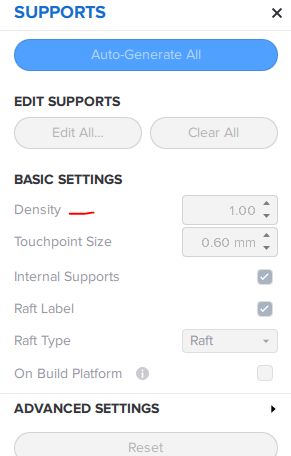 SUPPORTS
Auto-Generate All
EDIT SUPPORTS
Edit All... Clear All
BASIC SETTINGS
Density 1.00
Touchpoint Size 0.60 mm
Internal Supports
Raft Label
Raft Type Raft
On Build Platform
ADVANCED SETTINGS
Reset